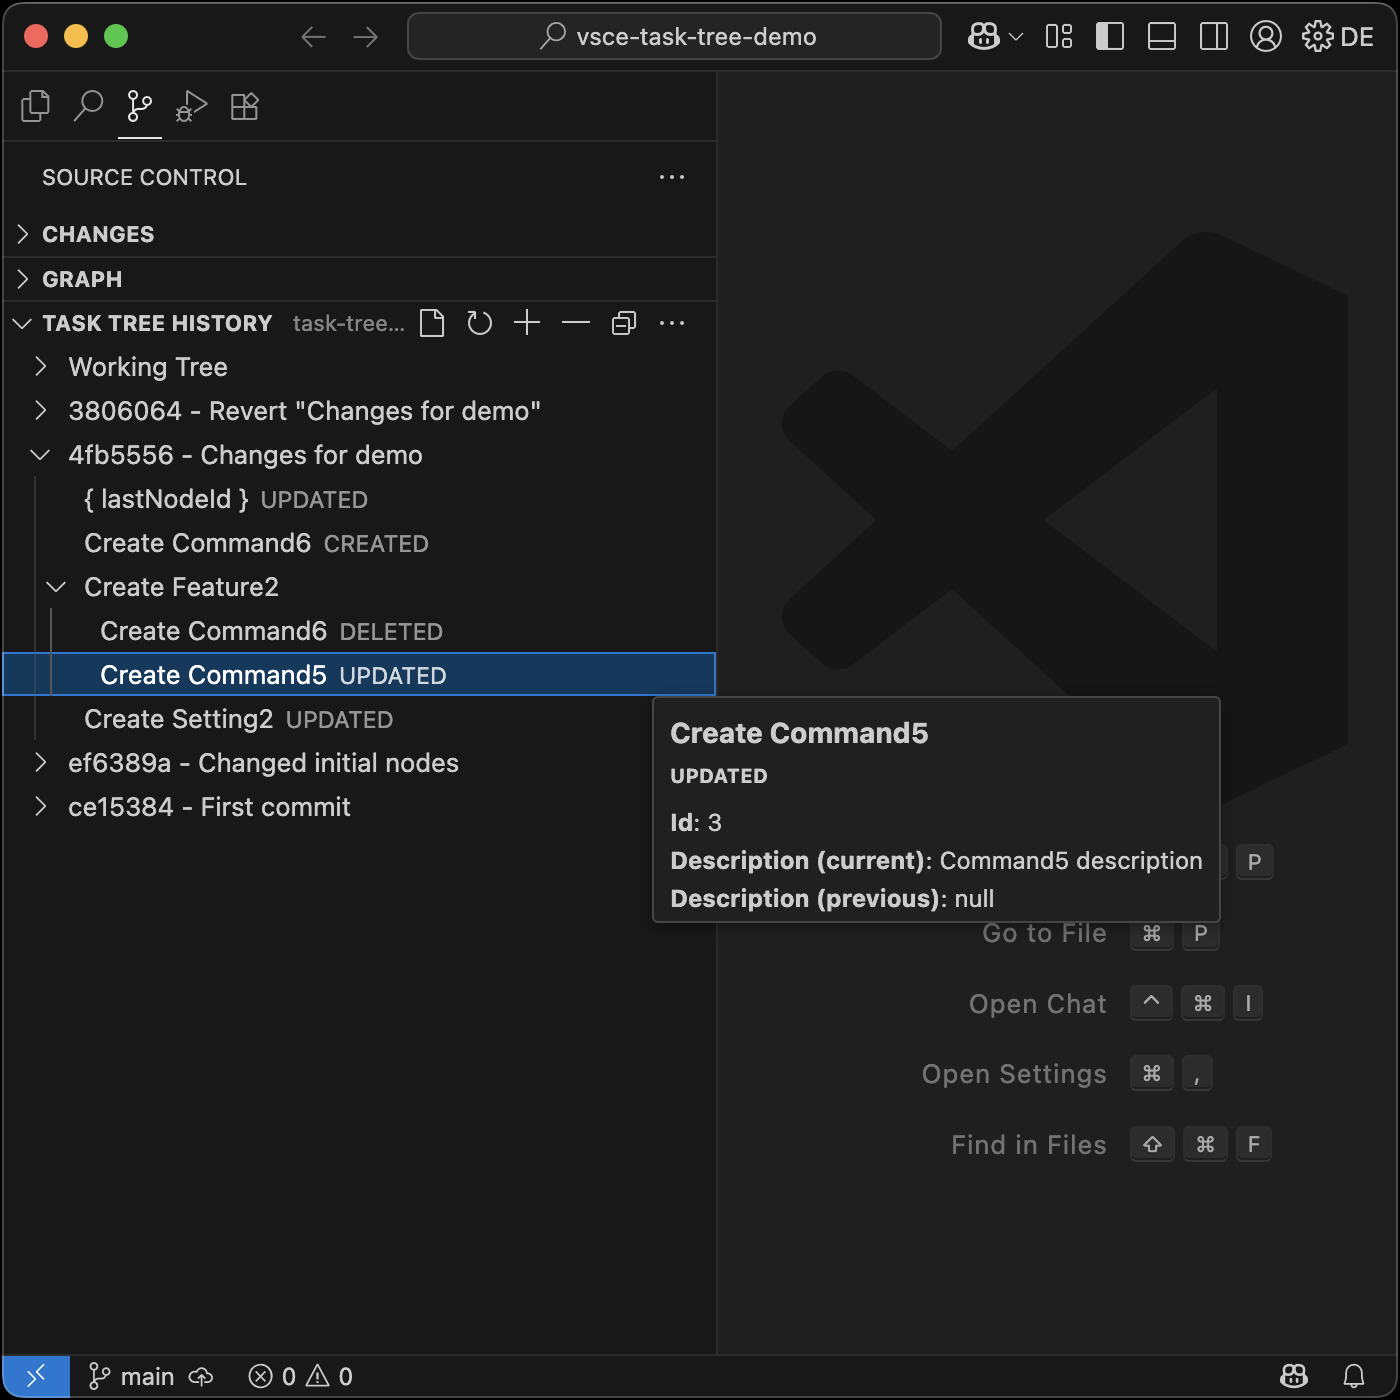 vsce-task-tree-demo
DE
SOURCE CONTROL
CHANGES
GRAPH
TASK TREE HISTORY task-tree...
Working Tree
3806064 - Revert "Changes for demo"
4fb5556 - Changes for demo
{ lastNodeId } UPDATED
Create Command6 CREATED
Create Feature2
Create Command6 DELETED
Create Command5 UPDATED
Create Setting2 UPDATED
ef6389a - Changed initial nodes
ce15384 - First commit
Create Command5
UPDATED
Id: 3
Description (current): Command5 description
Description (previous): null
P
Go to File ⌘ P
Open Chat ^ ⌘ I
Open Settings ⌘ ,
Find in Files ⇧ ⌘ F
main 0 0